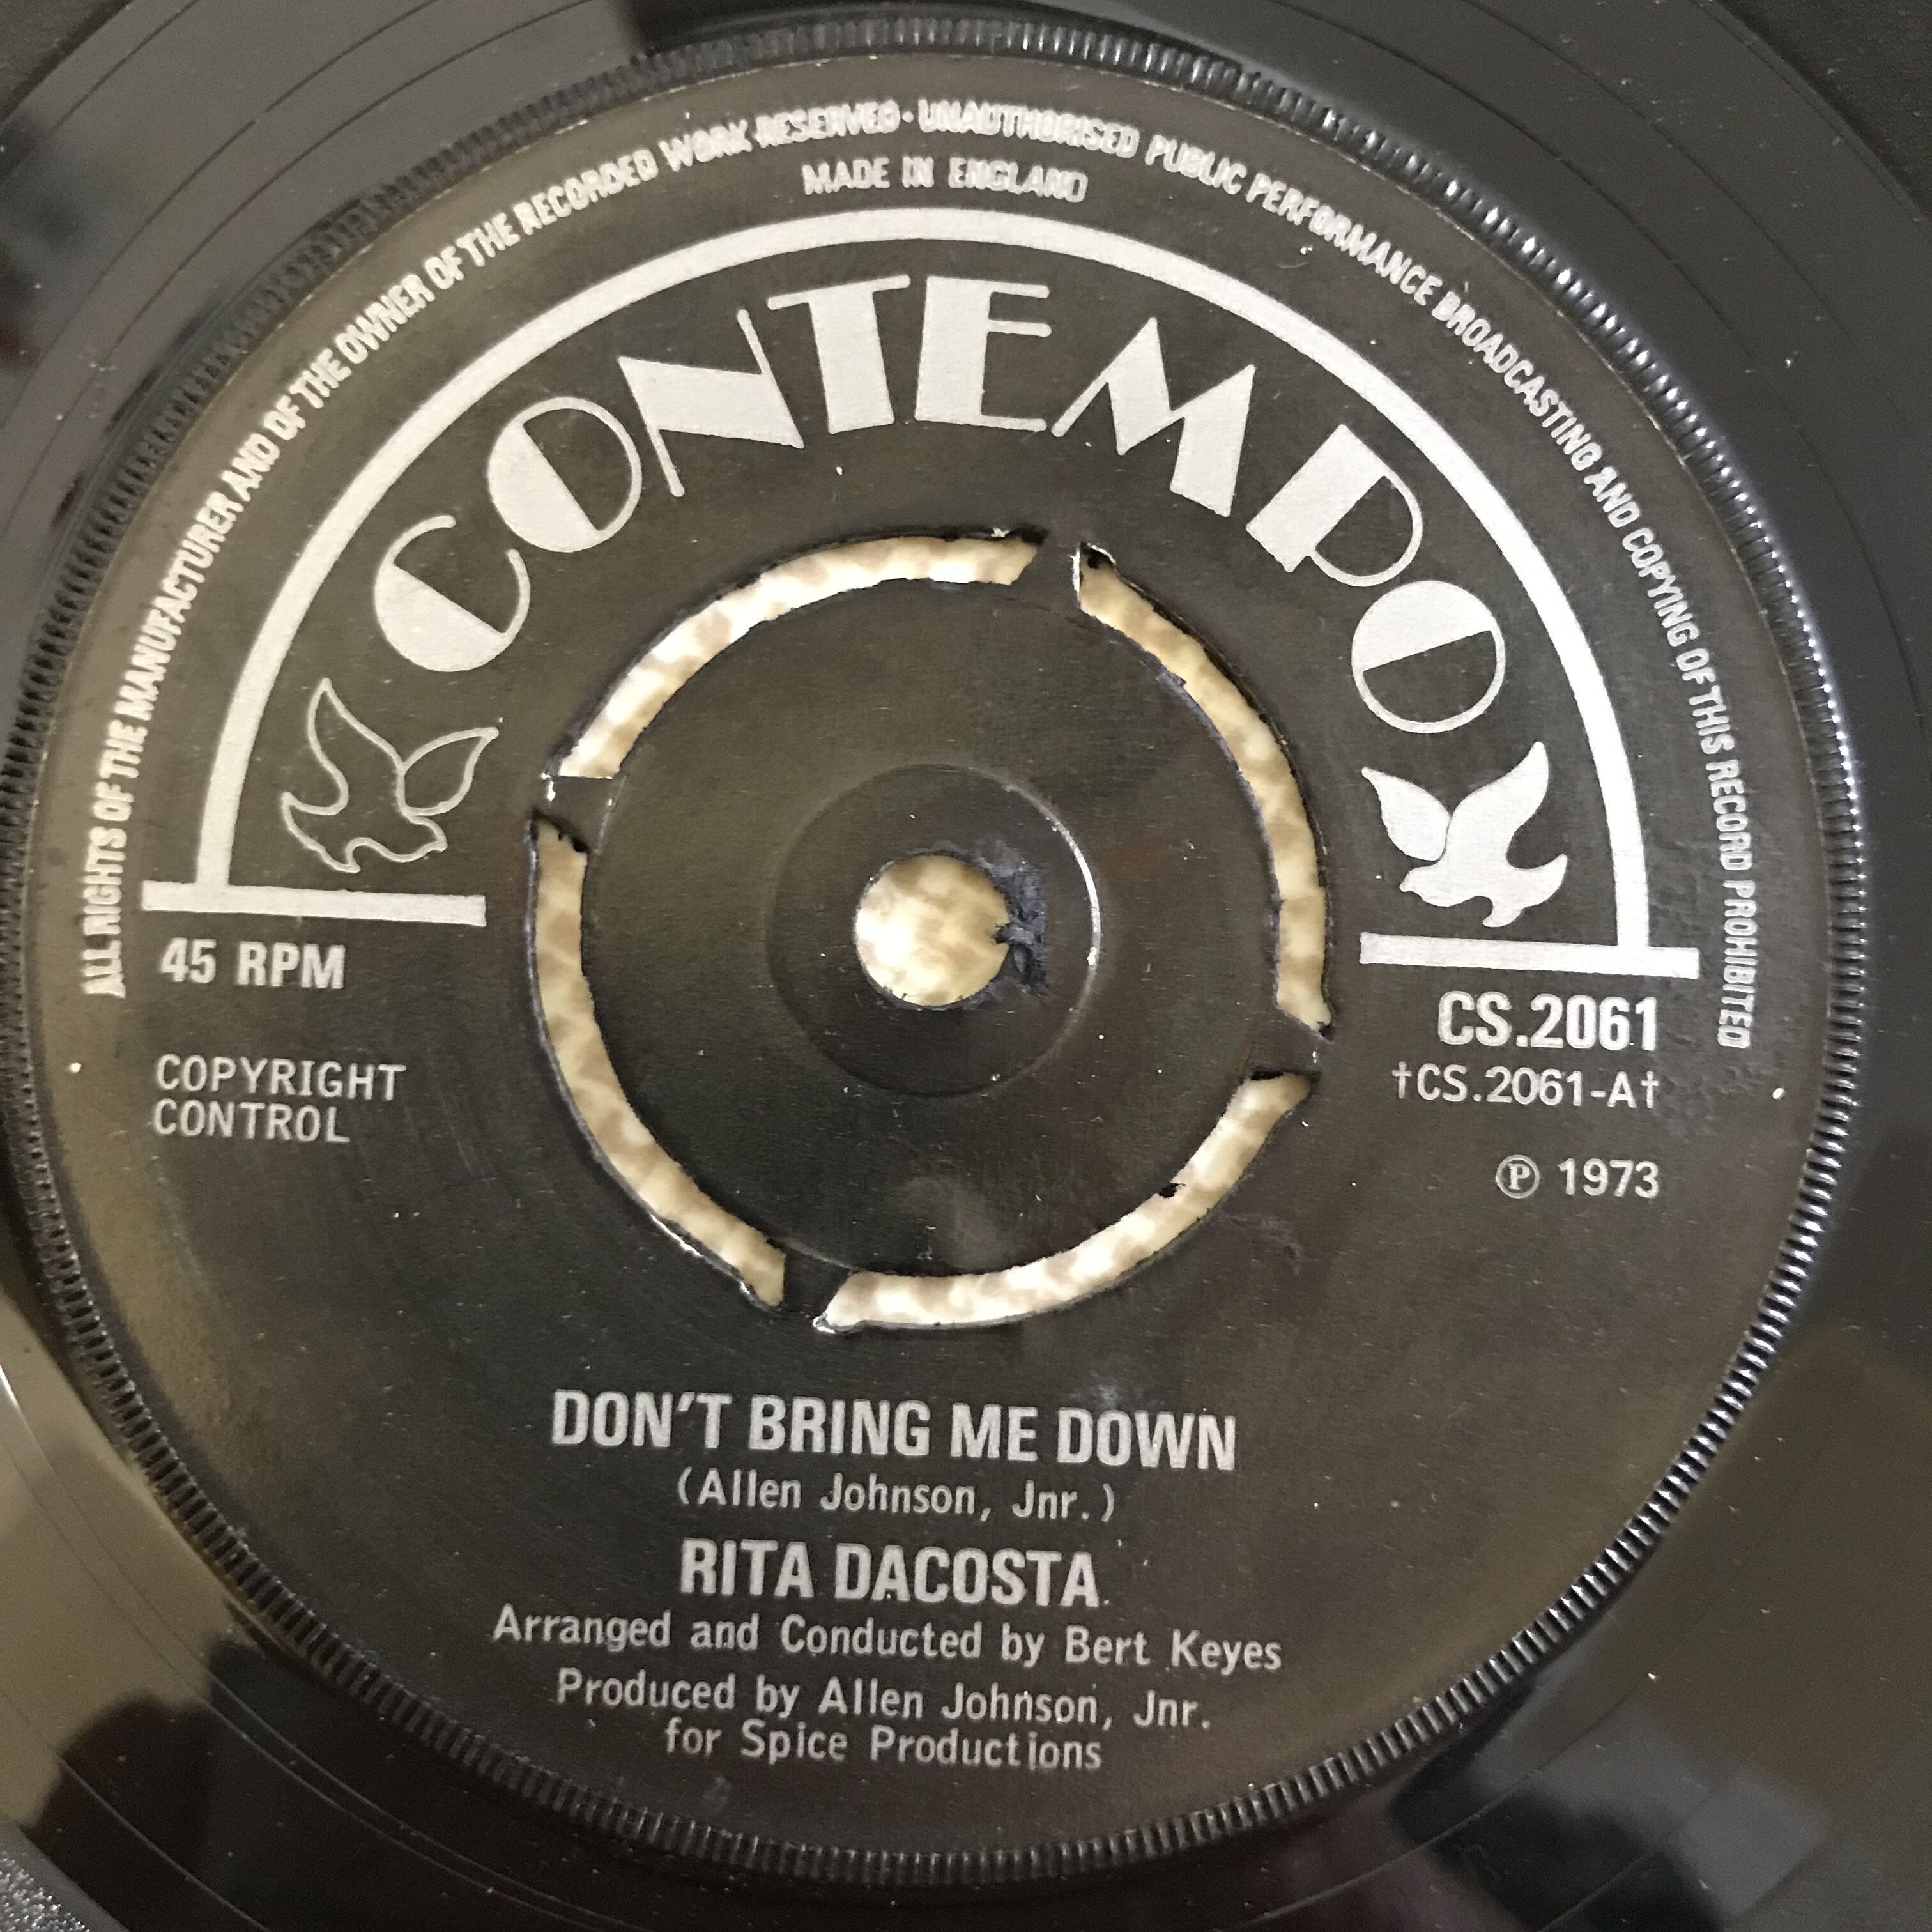 ALL RIGHTS OF THE MANUFACTURER AND OF THE OWNER OF THE RECORDED WORK RESERVED · UNAUTHORISED PUBLIC PERFORMANCE BROADCASTING AND COPYING OF THIS RECORD PROHIBITED
MADE IN ENGLAND
CONTEMPO
45 RPM
COPYRIGHT
CONTROL
CS.2061
†CS.2061-A†
℗ 1973
DON'T BRING ME DOWN
(Allen Johnson, Jnr.)
RITA DACOSTA
Arranged and Conducted by Bert Keyes
Produced by Allen Johnson, Jnr.
for Spice Productions